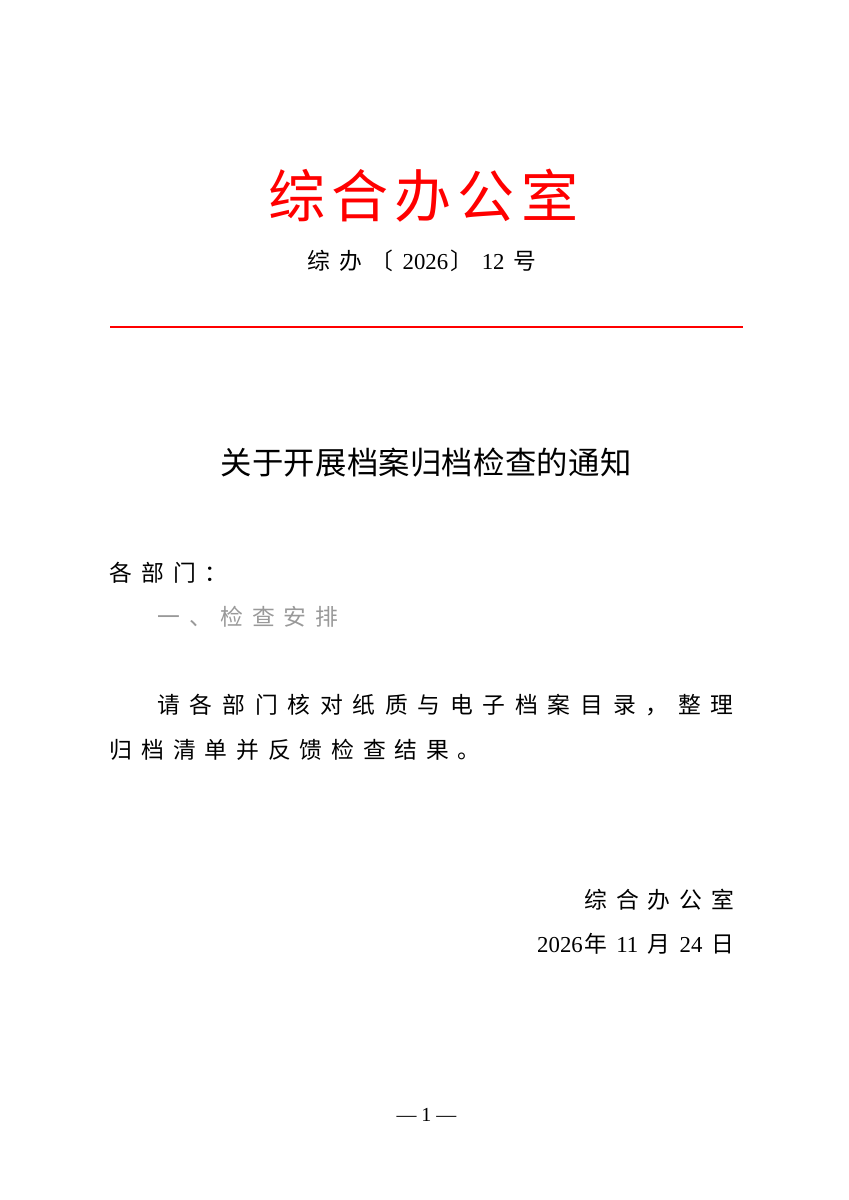 综合办公室
综办〔2026〕12号
关于开展档案归档检查的通知
各部门：
一、检查安排
请各部门核对纸质与电子档案目录，整理
归档清单并反馈检查结果。
综合办公室
2026年11月24日
— 1 —